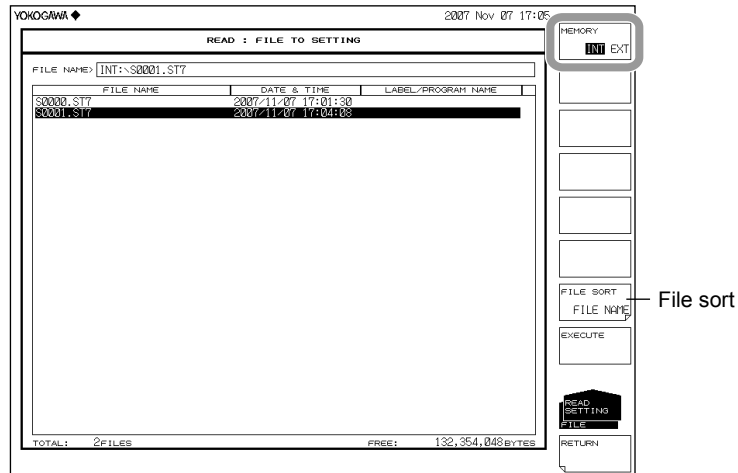 YOKOGAWA ◆ 2007 Nov 07 17:05
READ : FILE TO SETTING
MEMORY
INT EXT
FILE NAME> INT:\S0001.ST7
FILE NAME DATE & TIME LABEL/PROGRAM NAME
S0000.ST7 2007/11/07 17:01:30
S0001.ST7 2007/11/07 17:04:08
FILE SORT
FILE NAME
File sort
EXECUTE
READ
SETTING
FILE
TOTAL: 2FILES FREE: 132,354,048 BYTES
RETURN